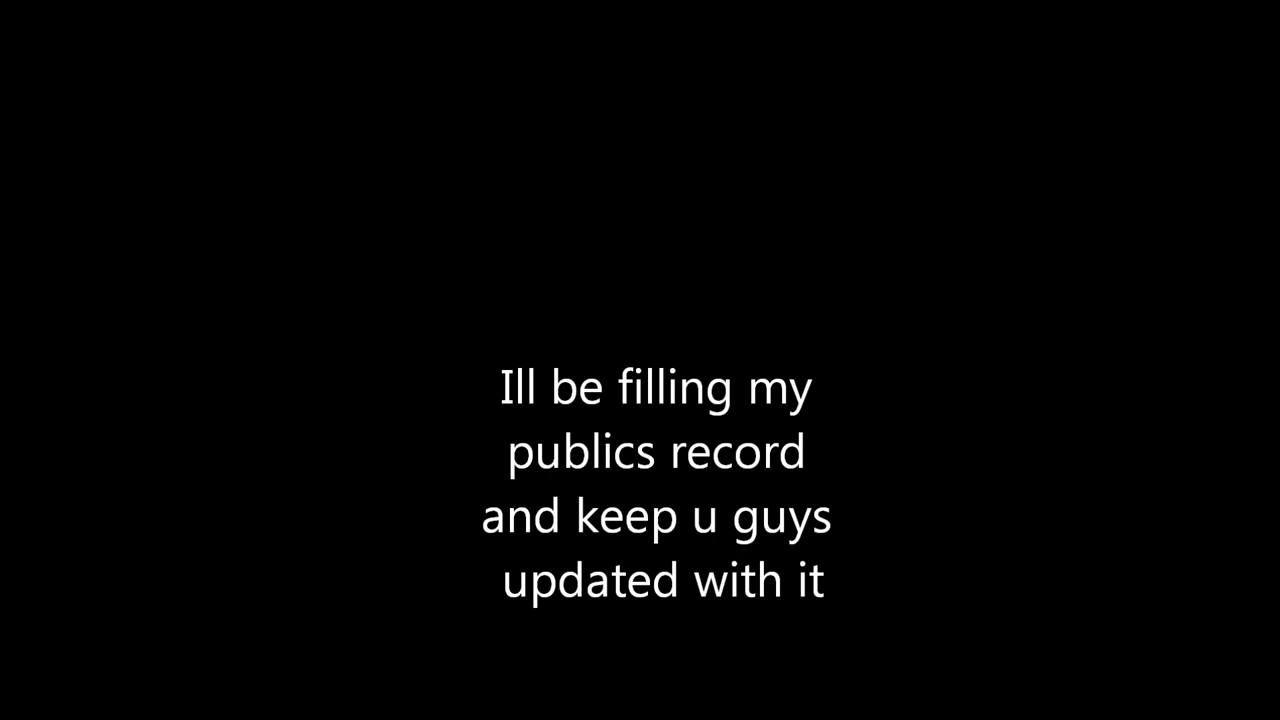 Ill be filling my
publics record
and keep u guys
updated with it